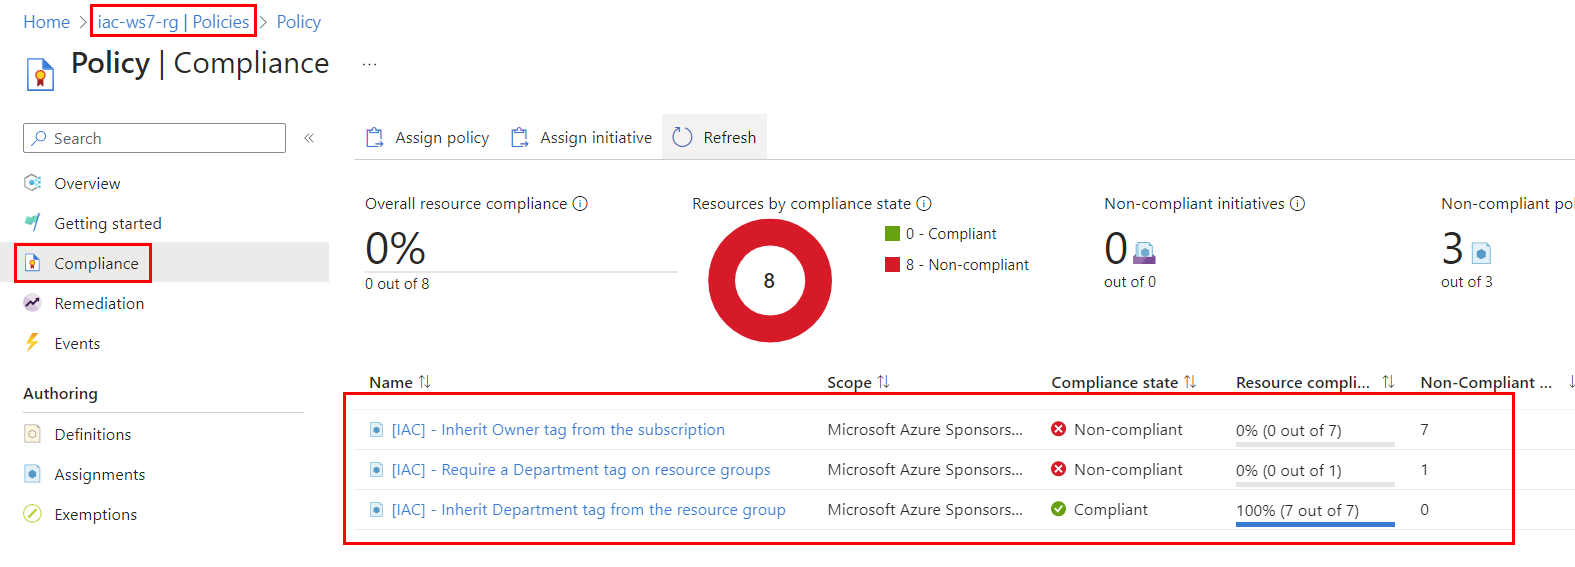 Home > iac-ws7-rg | Policies > Policy
Policy | Compliance ...
Search «
Overview
Getting started
Compliance
Remediation
Events
Authoring
Definitions
Assignments
Exemptions
Assign policy Assign initiative Refresh
Overall resource compliance
0%
0 out of 8
Resources by compliance state
8
0 - Compliant
8 - Non-compliant
Non-compliant initiatives
0
out of 0
Non-compliant pol
3
out of 3
Name Scope Compliance state Resource compli... Non-Compliant ...
[IAC] - Inherit Owner tag from the subscription Microsoft Azure Sponsors... Non-compliant 0% (0 out of 7) 7
[IAC] - Require a Department tag on resource groups Microsoft Azure Sponsors... Non-compliant 0% (0 out of 1) 1
[IAC] - Inherit Department tag from the resource group Microsoft Azure Sponsors... Compliant 100% (7 out of 7) 0